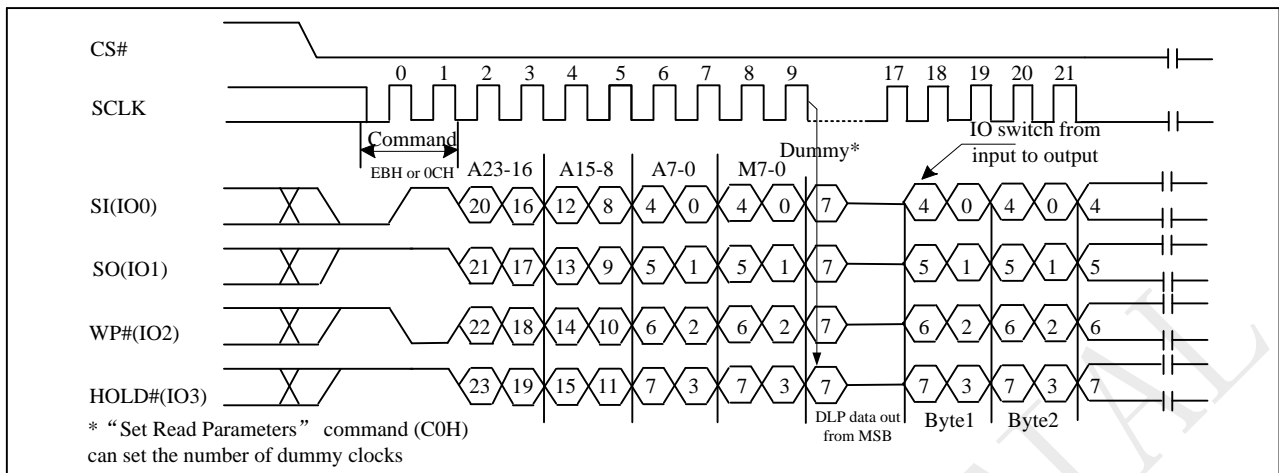 CS#
0 1 2 3 4 5 6 7 8 9 17 18 19 20 21
SCLK
Command
Dummy*
IO switch from
input to output
EBH or 0CH
A23-16 A15-8 A7-0 M7-0
SI(IO0) 20 16 12 8 4 0 4 0 7 4 0 4 0 4
SO(IO1) 21 17 13 9 5 1 5 1 7 5 1 5 1 5
WP#(IO2) 22 18 14 10 6 2 6 2 7 6 2 6 2 6
HOLD#(IO3) 23 19 15 11 7 3 7 3 7 7 3 7 3 7
DLP data out
from MSB
Byte1 Byte2
* “Set Read Parameters” command (C0H)
can set the number of dummy clocks